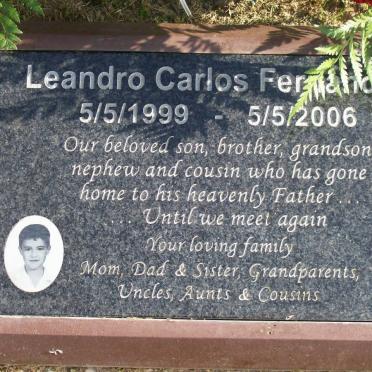 Leandro Carlos
5/5/1999 - 5/5/2006
Our beloved son, brother, grandson
nephew and cousin who has gone
home to his heavenly Father ....
.... Until we meet again
Your loving family
Mom, Dad & Sister, Grandparents,
Uncles, Aunts & Cousins